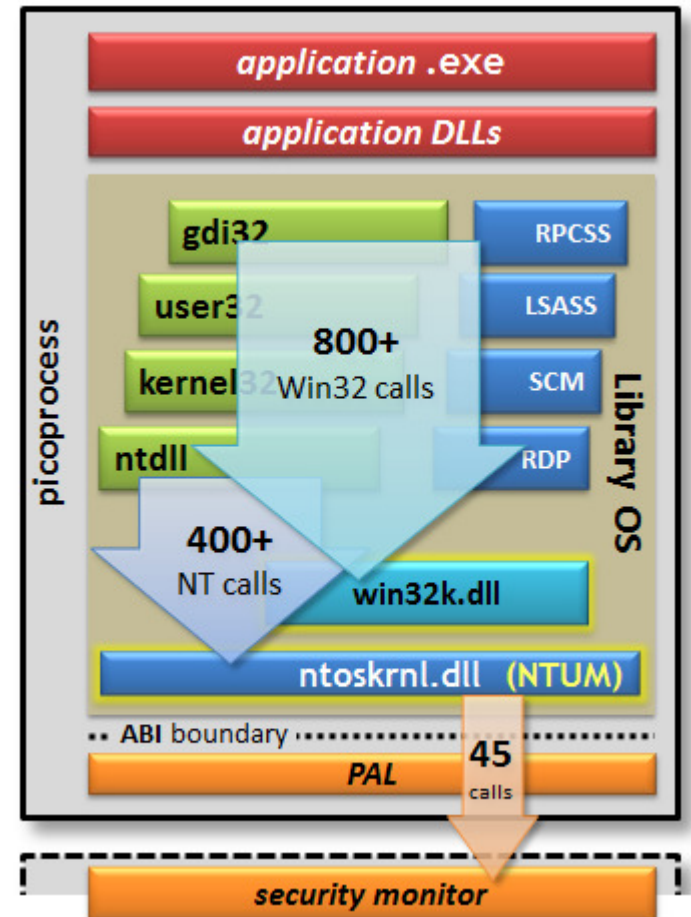 application .exe
application DLLs
picoprocess
Library OS
gdi32
RPCSS
user32
LSASS
800+
Win32 calls
kernel32
SCM
ntdll
RDP
400+
NT calls
win32k.dll
ntoskrnl.dll (NTUM)
ABI boundary
PAL
45
calls
security monitor